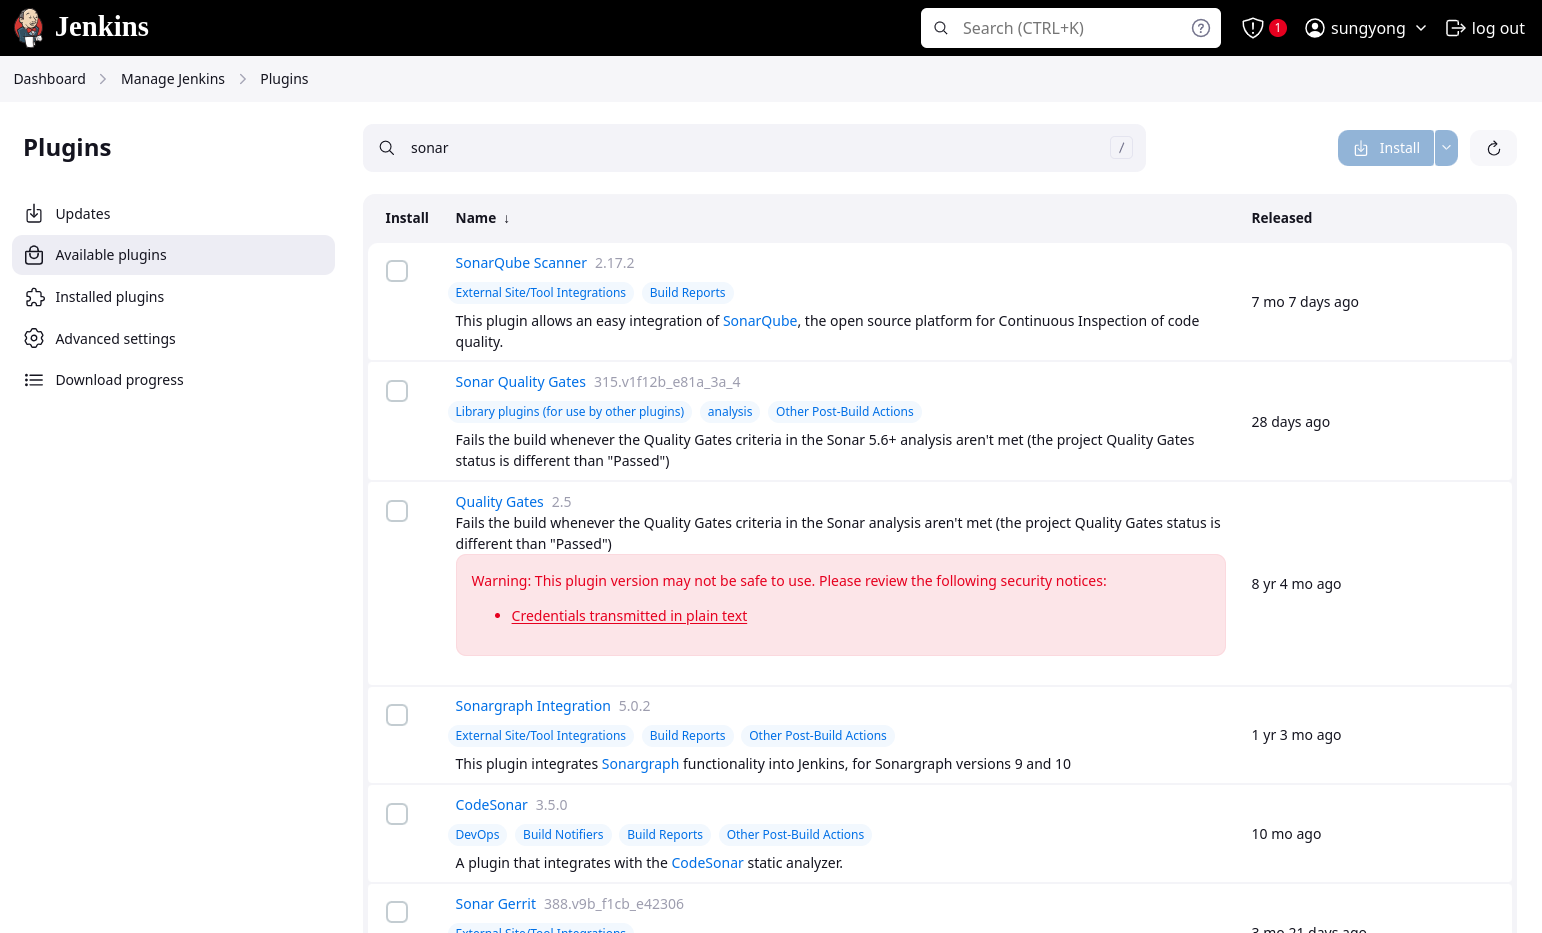 Jenkins
Search (CTRL+K)
1
sungyong
log out
Dashboard
Manage Jenkins
Plugins
Plugins
sonar
/
Install
Updates
Available plugins
Installed plugins
Advanced settings
Download progress
Install
Name ↓
Released
SonarQube Scanner 2.17.2
External Site/Tool Integrations
Build Reports
This plugin allows an easy integration of SonarQube, the open source platform for Continuous Inspection of code
quality.
7 mo 7 days ago
Sonar Quality Gates 315.v1f12b_e81a_3a_4
Library plugins (for use by other plugins)
analysis
Other Post-Build Actions
Fails the build whenever the Quality Gates criteria in the Sonar 5.6+ analysis aren't met (the project Quality Gates
status is different than "Passed")
28 days ago
Quality Gates 2.5
Fails the build whenever the Quality Gates criteria in the Sonar analysis aren't met (the project Quality Gates status is
different than "Passed")
Warning: This plugin version may not be safe to use. Please review the following security notices:
• Credentials transmitted in plain text
8 yr 4 mo ago
Sonargraph Integration 5.0.2
External Site/Tool Integrations
Build Reports
Other Post-Build Actions
This plugin integrates Sonargraph functionality into Jenkins, for Sonargraph versions 9 and 10
1 yr 3 mo ago
CodeSonar 3.5.0
DevOps
Build Notifiers
Build Reports
Other Post-Build Actions
A plugin that integrates with the CodeSonar static analyzer.
10 mo ago
Sonar Gerrit 388.v9b_f1cb_e42306
External Site/Tool Integrations
3 mo 21 days ago